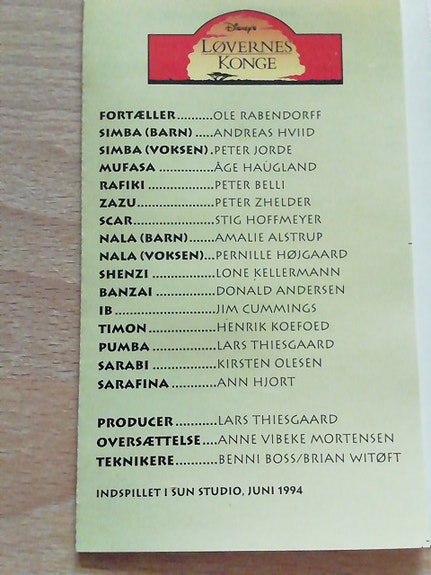 Disney's
LØVERNES
KONGE
FORTÆLLER..........OLE RABENDORFF
SIMBA (BARN) .....ANDREAS HVIID
SIMBA (VOKSEN) .PETER JORDE
MUFASA ...............ÅGE HAÜGLAND
RAFIKI .................PETER BELLI
ZAZU...................PETER ZHELDER
SCAR....................STIG HOFFMEYER
NALA (BARN).......AMALIE ALSTRUP
NALA (VOKSEN)...PERNILLE HØJGAARD
SHENZI ................LONE KELLERMANN
BANZAI ................DONALD ANDERSEN
IB.........................JIM CUMMINGS
TIMON..................HENRIK KOEFOED
PUMBA ................LARS THIESGAARD
SARABI .................KIRSTEN OLESEN
SARAFINA ............ANN HJORT
PRODUCER ...........LARS THIESGAARD
OVERSÆTTELSE....ANNE VIBEKE MORTENSEN
TEKNIKERE...........BENNI BOSS/BRIAN WITØFT
INDSPILLET I SUN STUDIO, JUNI 1994